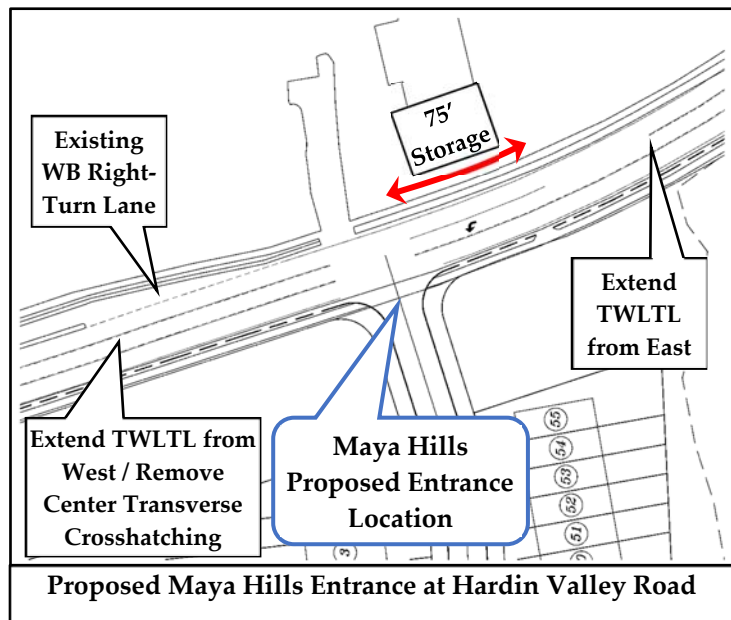 75'
Storage
Existing
WB Right-
Turn Lane
Extend
TWLTL
from East
Extend TWLTL from
West / Remove
Center Transverse
Crosshatching
Maya Hills
Proposed Entrance
Location
55
54
53
52
51
3
Proposed Maya Hills Entrance at Hardin Valley Road